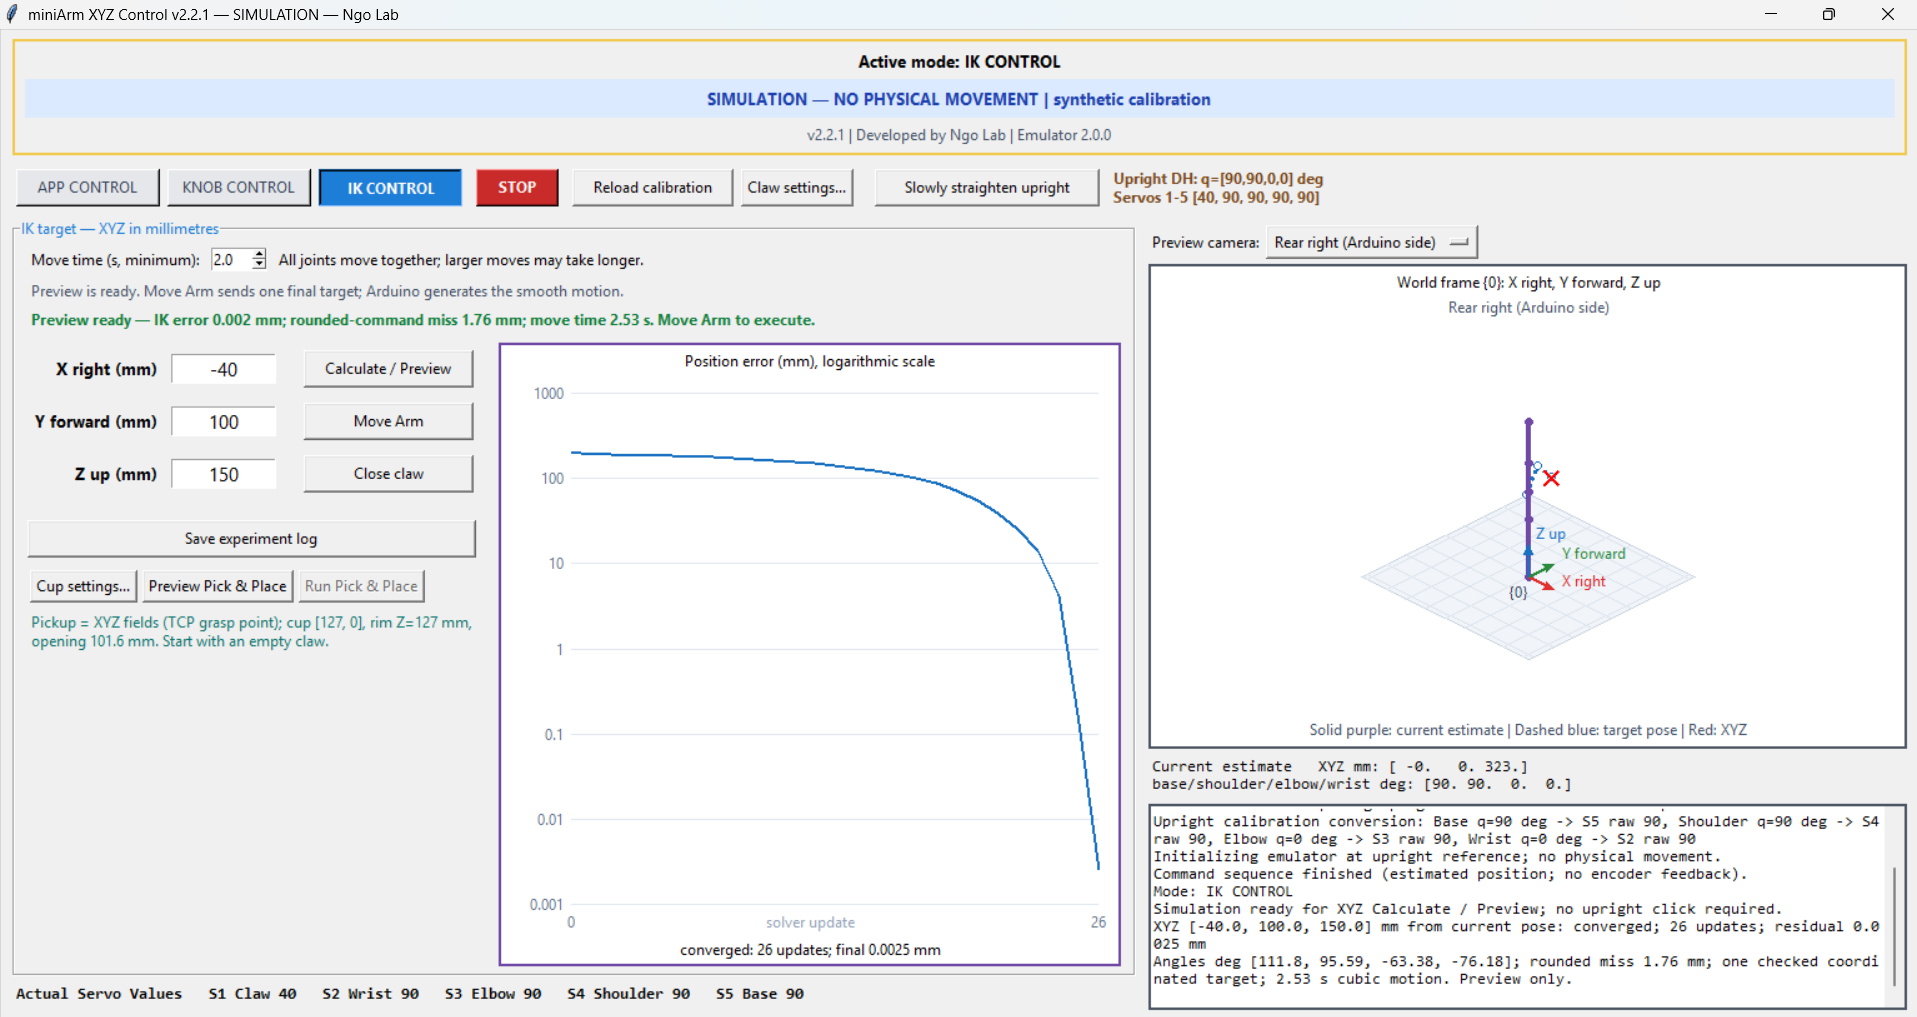 miniArm XYZ Control v2.2.1 — SIMULATION — Ngo Lab
Active mode: IK CONTROL
SIMULATION — NO PHYSICAL MOVEMENT | synthetic calibration
v2.2.1 | Developed by Ngo Lab | Emulator 2.0.0
APP CONTROL
KNOB CONTROL
IK CONTROL
STOP
Reload calibration
Claw settings...
Slowly straighten upright
Upright DH: q=[90,90,0,0] deg
Servos 1-5 [40, 90, 90, 90, 90]
IK target — XYZ in millimetres
Move time (s, minimum): 2.0 All joints move together; larger moves may take longer.
Preview is ready. Move Arm sends one final target; Arduino generates the smooth motion.
Preview ready — IK error 0.002 mm; rounded-command miss 1.76 mm; move time 2.53 s. Move Arm to execute.
X right (mm) -40 Calculate / Preview
Y forward (mm) 100 Move Arm
Z up (mm) 150 Close claw
Save experiment log
Cup settings... Preview Pick & Place Run Pick & Place
Pickup = XYZ fields (TCP grasp point); cup [127, 0], rim Z=127 mm,
opening 101.6 mm. Start with an empty claw.
Position error (mm), logarithmic scale
1000
100
10
1
0.1
0.01
0.001
0 solver update 26
converged: 26 updates; final 0.0025 mm
Preview camera: Rear right (Arduino side)
World frame {0}: X right, Y forward, Z up
Rear right (Arduino side)
Z up
Y forward
X right
{0}
Solid purple: current estimate | Dashed blue: target pose | Red: XYZ
Current estimate XYZ mm: [ -0. 0. 323.]
base/shoulder/elbow/wrist deg: [90. 90. 0. 0.]
Upright calibration conversion: Base q=90 deg -> S5 raw 90, Shoulder q=90 deg -> S4
raw 90, Elbow q=0 deg -> S3 raw 90, Wrist q=0 deg -> S2 raw 90
Initializing emulator at upright reference; no physical movement.
Command sequence finished (estimated position; no encoder feedback).
Mode: IK CONTROL
Simulation ready for XYZ Calculate / Preview; no upright click required.
XYZ [-40.0, 100.0, 150.0] mm from current pose: converged; 26 updates; residual 0.0
025 mm
Angles deg [111.8, 95.59, -63.38, -76.18]; rounded miss 1.76 mm; one checked coordi
nated target; 2.53 s cubic motion. Preview only.
Actual Servo Values S1 Claw 40 S2 Wrist 90 S3 Elbow 90 S4 Shoulder 90 S5 Base 90